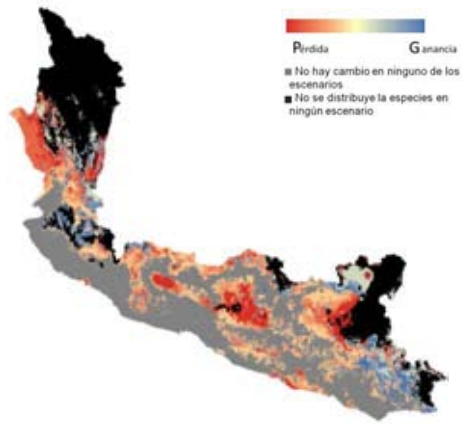 Pérdida Ganancia
No hay cambio en ninguno de los
escenarios
No se distribuye la especies en
ningún escenario